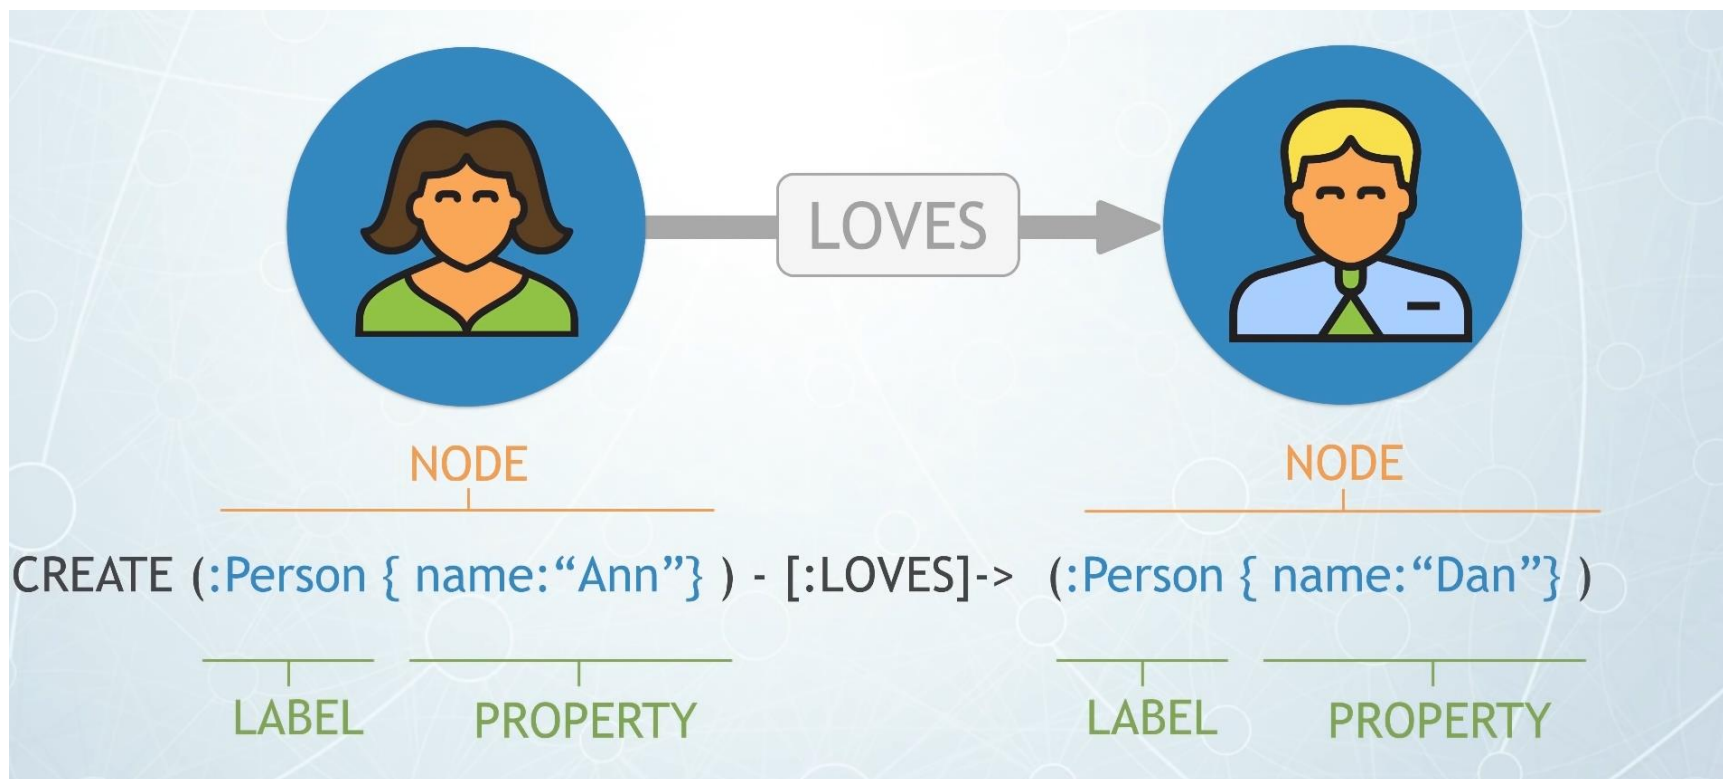 LOVES
NODE NODE
CREATE (:Person { name:“Ann”} ) - [:LOVES]-> (:Person { name:“Dan”} )
LABEL PROPERTY LABEL PROPERTY